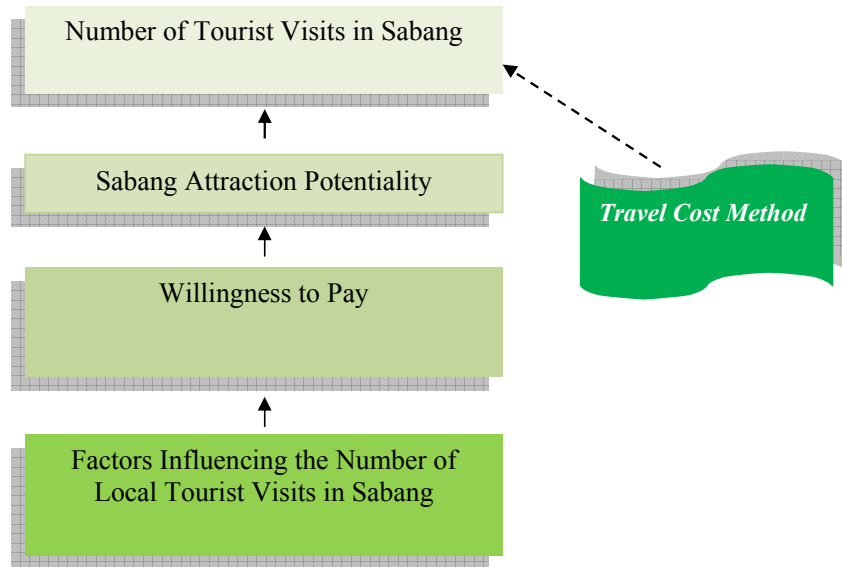 Number of Tourist Visits in Sabang
Sabang Attraction Potentiality
Travel Cost Method
Willingness to Pay
Factors Influencing the Number of
Local Tourist Visits in Sabang